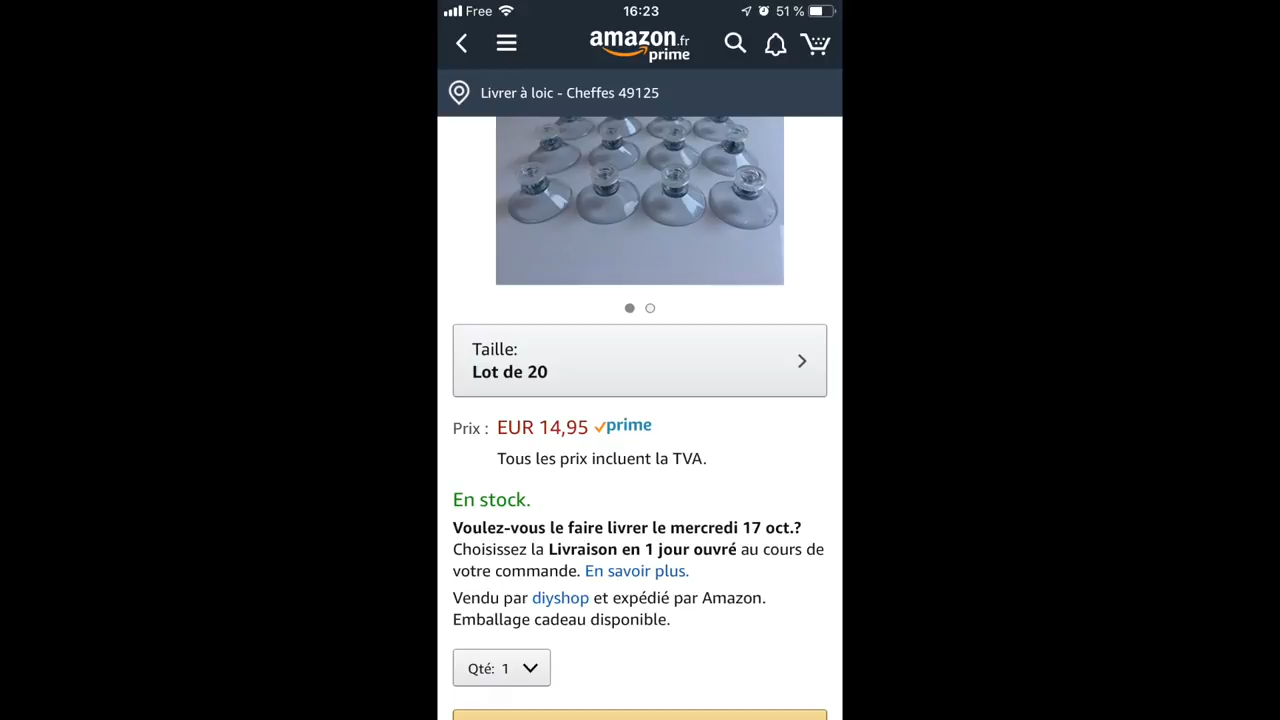 Free 16:23 51 %
amazon.fr
prime
Livrer à loic - Cheffes 49125
Taille:
Lot de 20
Prix : EUR 14,95 prime
Tous les prix incluent la TVA.
En stock.
Voulez-vous le faire livrer le mercredi 17 oct.?
Choisissez la Livraison en 1 jour ouvré au cours de
votre commande. En savoir plus.
Vendu par diyshop et expédié par Amazon.
Emballage cadeau disponible.
Qté: 1